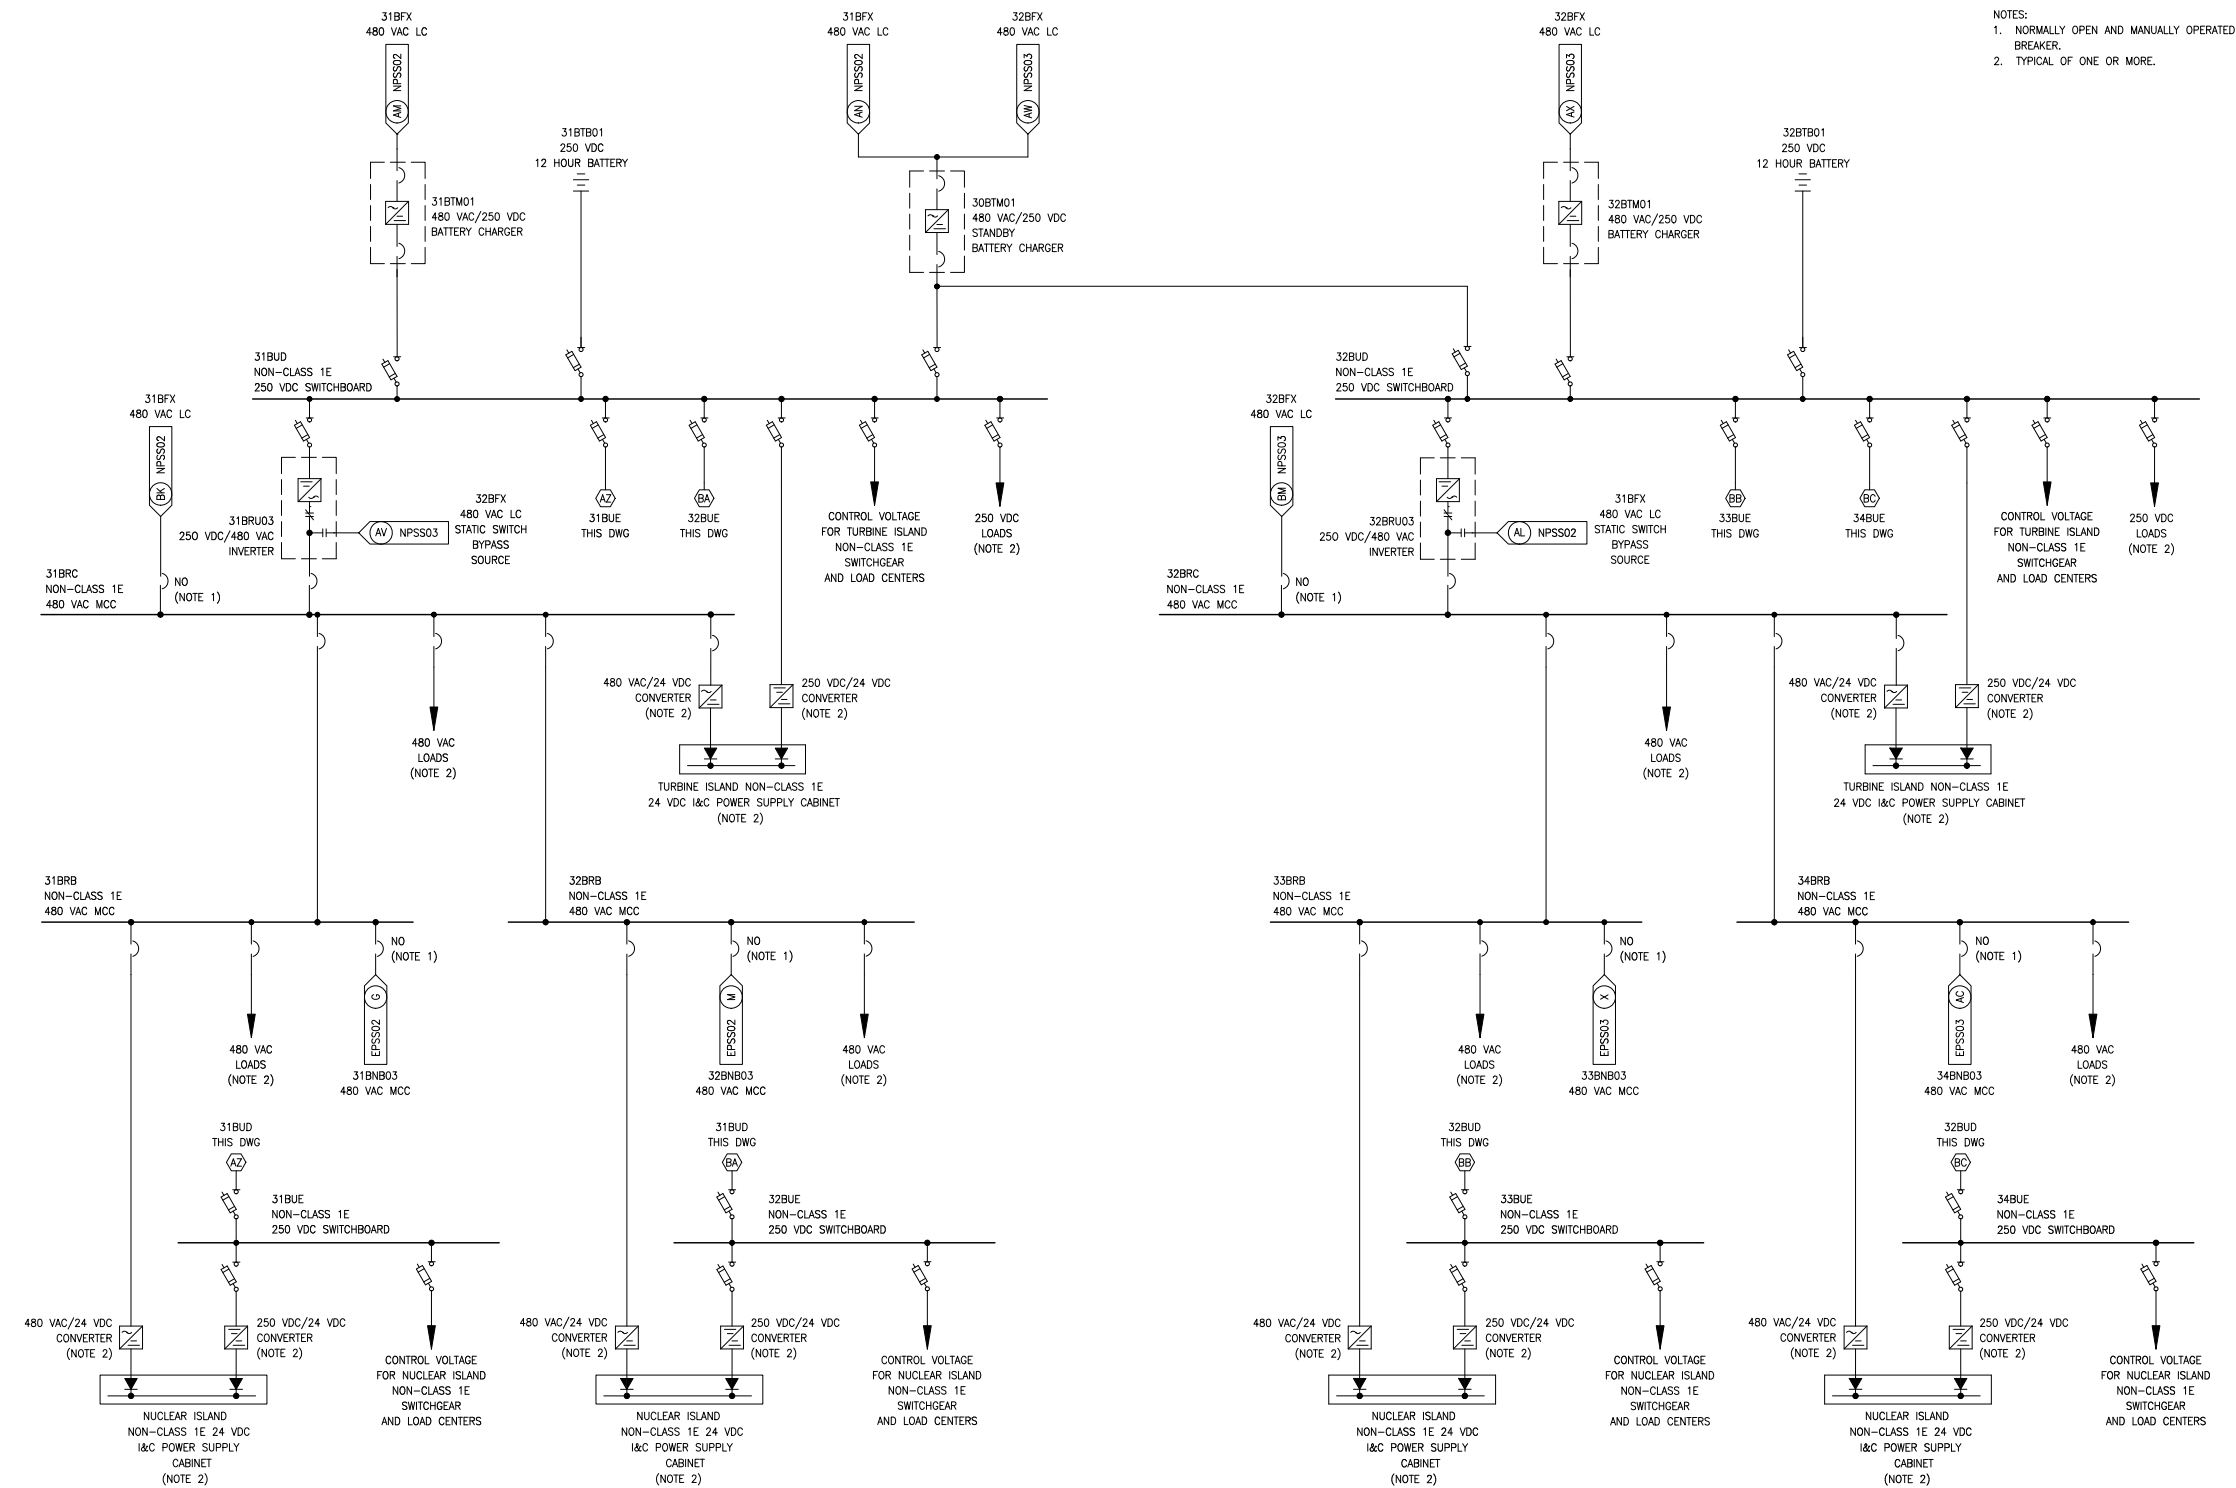 31BFX
480 VAC LC
NPSS02
AM
31BFX
480 VAC LC
NPSS02
AN
32BFX
480 VAC LC
NPSS03
AW
32BFX
480 VAC LC
NPSS03
AX
NOTES:
1. NORMALLY OPEN AND MANUALLY OPERATED
BREAKER.
2. TYPICAL OF ONE OR MORE.
31BTB01
250 VDC
12 HOUR BATTERY
32BTB01
250 VDC
12 HOUR BATTERY
31BTM01
480 VAC/250 VDC
BATTERY CHARGER
30BTM01
480 VAC/250 VDC
STANDBY
BATTERY CHARGER
32BTM01
480 VAC/250 VDC
BATTERY CHARGER
31BUD
NON-CLASS 1E
250 VDC SWITCHBOARD
32BUD
NON-CLASS 1E
250 VDC SWITCHBOARD
31BFX
480 VAC LC
NPSS02
BK
31BRU03
250 VDC/480 VAC
INVERTER
AV
NPSS03
32BFX
480 VAC LC
STATIC SWITCH
BYPASS
SOURCE
AZ
31BUE
THIS DWG
BA
32BUE
THIS DWG
CONTROL VOLTAGE
FOR TURBINE ISLAND
NON-CLASS 1E
SWITCHGEAR
AND LOAD CENTERS
250 VDC
LOADS
(NOTE 2)
32BFX
480 VAC LC
NPSS03
BM
32BRU03
250 VDC/480 VAC
INVERTER
AL
NPSS02
31BFX
480 VAC LC
STATIC SWITCH
BYPASS
SOURCE
BB
33BUE
THIS DWG
BC
34BUE
THIS DWG
CONTROL VOLTAGE
FOR TURBINE ISLAND
NON-CLASS 1E
SWITCHGEAR
AND LOAD CENTERS
250 VDC
LOADS
(NOTE 2)
31BRC
NON-CLASS 1E
480 VAC MCC
NO
(NOTE 1)
32BRC
NON-CLASS 1E
480 VAC MCC
NO
(NOTE 1)
480 VAC
LOADS
(NOTE 2)
480 VAC/24 VDC
CONVERTER
(NOTE 2)
250 VDC/24 VDC
CONVERTER
(NOTE 2)
TURBINE ISLAND NON-CLASS 1E
24 VDC I&C POWER SUPPLY CABINET
(NOTE 2)
480 VAC
LOADS
(NOTE 2)
480 VAC/24 VDC
CONVERTER
(NOTE 2)
250 VDC/24 VDC
CONVERTER
(NOTE 2)
TURBINE ISLAND NON-CLASS 1E
24 VDC I&C POWER SUPPLY CABINET
(NOTE 2)
31BRB
NON-CLASS 1E
480 VAC MCC
480 VAC
LOADS
(NOTE 2)
NO
(NOTE 1)
G
EPSS02
31BNB03
480 VAC MCC
32BRB
NON-CLASS 1E
480 VAC MCC
NO
(NOTE 1)
M
EPSS02
32BNB03
480 VAC MCC
480 VAC
LOADS
(NOTE 2)
33BRB
NON-CLASS 1E
480 VAC MCC
480 VAC
LOADS
(NOTE 2)
NO
(NOTE 1)
X
EPSS03
33BNB03
480 VAC MCC
34BRB
NON-CLASS 1E
480 VAC MCC
NO
(NOTE 1)
AC
EPSS03
34BNB03
480 VAC MCC
480 VAC
LOADS
(NOTE 2)
31BUD
THIS DWG
AZ
31BUE
NON-CLASS 1E
250 VDC SWITCHBOARD
480 VAC/24 VDC
CONVERTER
(NOTE 2)
250 VDC/24 VDC
CONVERTER
(NOTE 2)
CONTROL VOLTAGE
FOR NUCLEAR ISLAND
NON-CLASS 1E
SWITCHGEAR
AND LOAD CENTERS
NUCLEAR ISLAND
NON-CLASS 1E 24 VDC
I&C POWER SUPPLY
CABINET
(NOTE 2)
31BUD
THIS DWG
BA
32BUE
NON-CLASS 1E
250 VDC SWITCHBOARD
480 VAC/24 VDC
CONVERTER
(NOTE 2)
250 VDC/24 VDC
CONVERTER
(NOTE 2)
CONTROL VOLTAGE
FOR NUCLEAR ISLAND
NON-CLASS 1E
SWITCHGEAR
AND LOAD CENTERS
NUCLEAR ISLAND
NON-CLASS 1E 24 VDC
I&C POWER SUPPLY
CABINET
(NOTE 2)
32BUD
THIS DWG
BB
33BUE
NON-CLASS 1E
250 VDC SWITCHBOARD
480 VAC/24 VDC
CONVERTER
(NOTE 2)
250 VDC/24 VDC
CONVERTER
(NOTE 2)
CONTROL VOLTAGE
FOR NUCLEAR ISLAND
NON-CLASS 1E
SWITCHGEAR
AND LOAD CENTERS
NUCLEAR ISLAND
NON-CLASS 1E 24 VDC
I&C POWER SUPPLY
CABINET
(NOTE 2)
32BUD
THIS DWG
BC
34BUE
NON-CLASS 1E
250 VDC SWITCHBOARD
480 VAC/24 VDC
CONVERTER
(NOTE 2)
250 VDC/24 VDC
CONVERTER
(NOTE 2)
CONTROL VOLTAGE
FOR NUCLEAR ISLAND
NON-CLASS 1E
SWITCHGEAR
AND LOAD CENTERS
NUCLEAR ISLAND
NON-CLASS 1E 24 VDC
I&C POWER SUPPLY
CABINET
(NOTE 2)